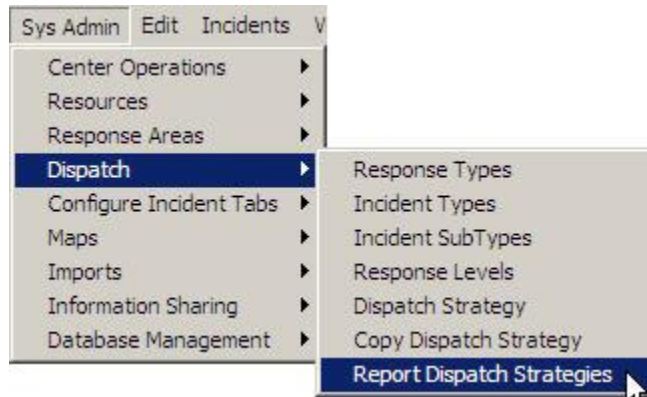 Sys Admin Edit Incidents
Center Operations
Resources
Response Areas
Dispatch
Configure Incident Tabs
Maps
Imports
Information Sharing
Database Management
Response Types
Incident Types
Incident SubTypes
Response Levels
Dispatch Strategy
Copy Dispatch Strategy
Report Dispatch Strategies